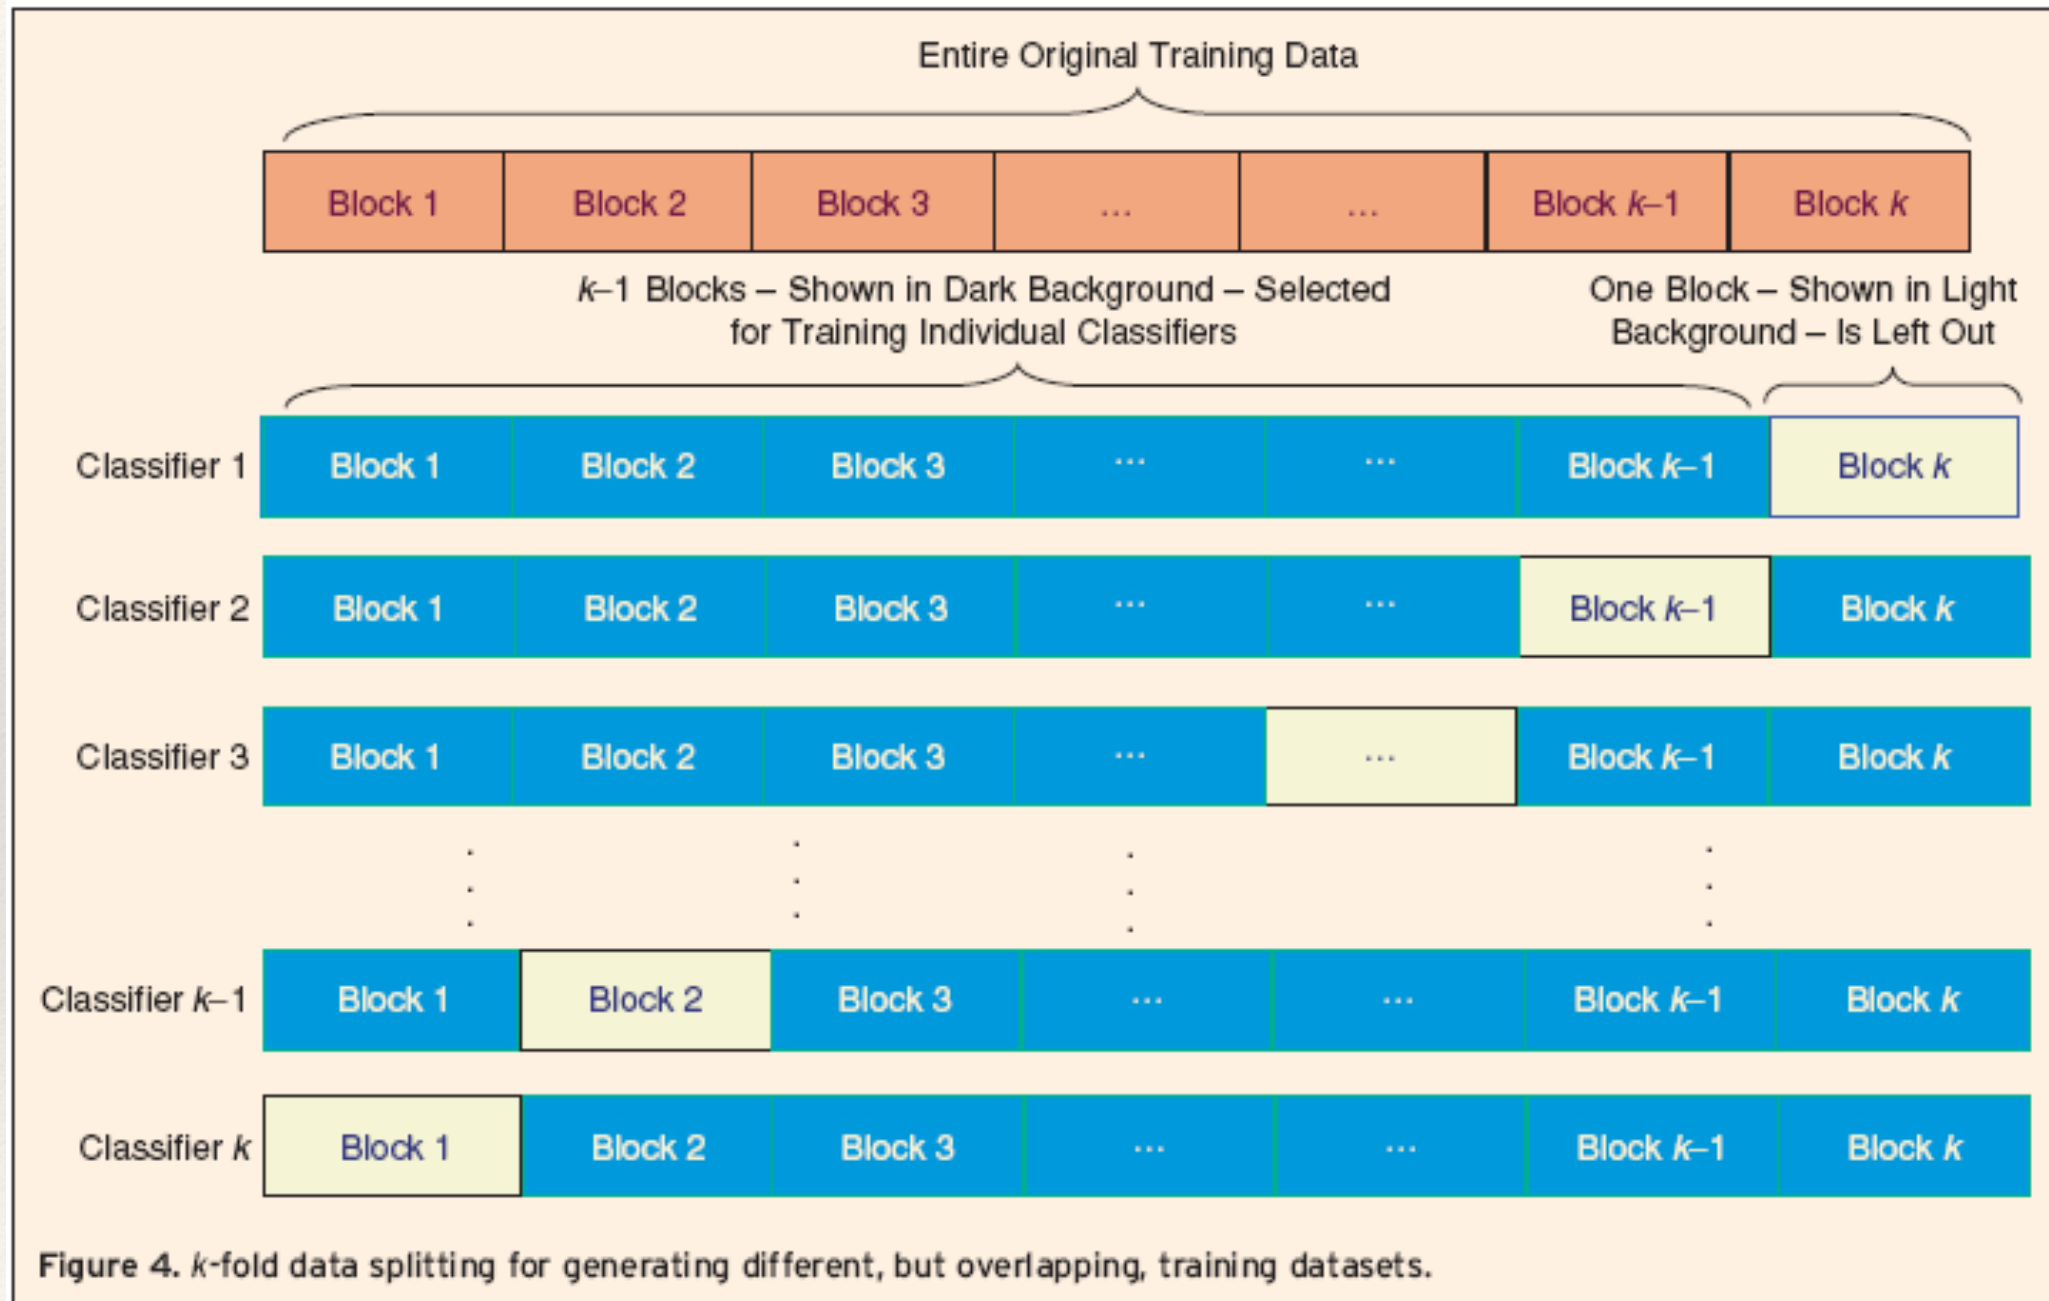 Entire Original Training Data
Block 1 Block 2 Block 3 ... ... Block k–1 Block k
k–1 Blocks – Shown in Dark Background – Selected
for Training Individual Classifiers
One Block – Shown in Light
Background – Is Left Out
Classifier 1 Block 1 Block 2 Block 3 ... ... Block k–1 Block k
Classifier 2 Block 1 Block 2 Block 3 ... ... Block k–1 Block k
Classifier 3 Block 1 Block 2 Block 3 ... ... Block k–1 Block k
Classifier k–1 Block 1 Block 2 Block 3 ... ... Block k–1 Block k
Classifier k Block 1 Block 2 Block 3 ... ... Block k–1 Block k
Figure 4. k-fold data splitting for generating different, but overlapping, training datasets.